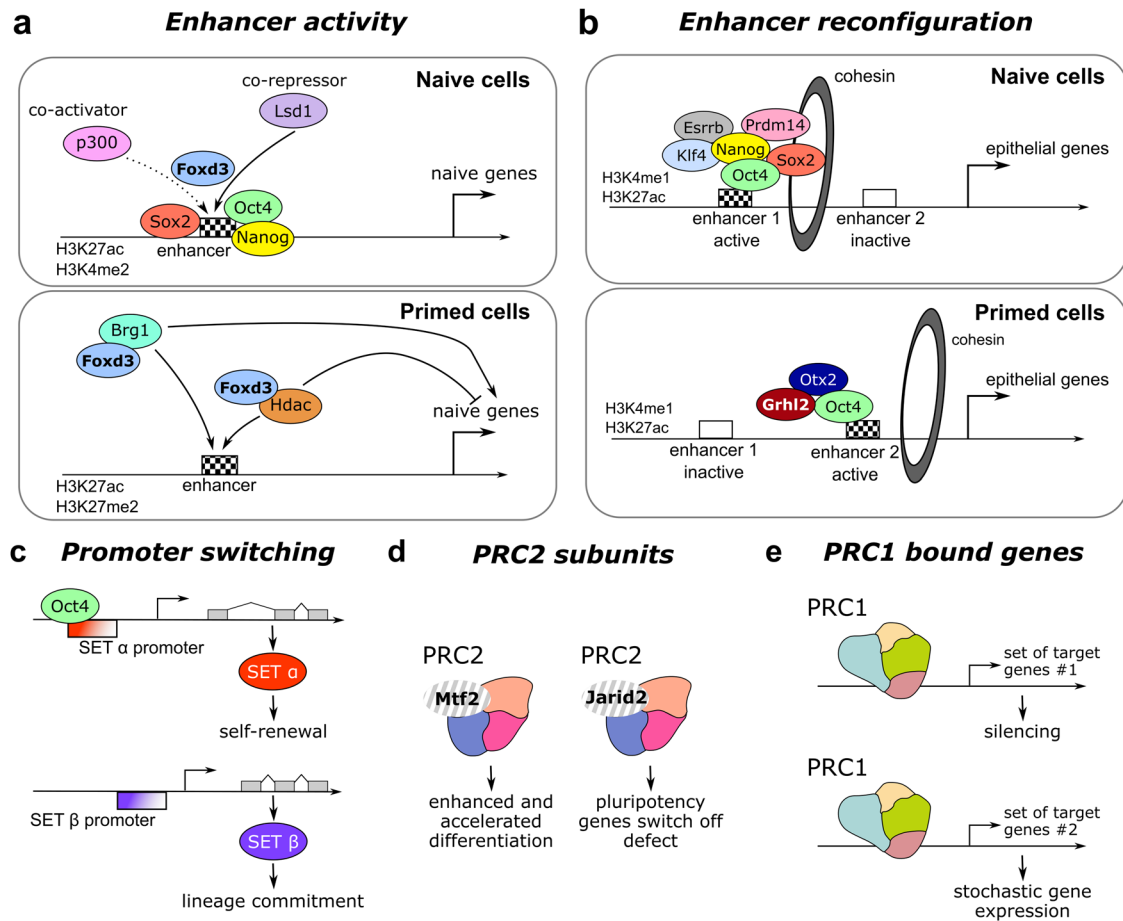 a Enhancer activity
Naive cells
co-repressor
co-activator
Lsd1
p300
Foxd3
naive genes
Sox2
Oct4
Nanog
H3K27ac
enhancer
H3K4me2
Primed cells
Brg1
Foxd3
Foxd3
Hdac
naive genes
H3K27ac
enhancer
H3K27me2
b Enhancer reconfiguration
cohesin
Naive cells
Esrrb
Prdm14
Nanog
Klf4
Sox2
Oct4
epithelial genes
H3K4me1
H3K27ac
enhancer 1
active
enhancer 2
inactive
Primed cells
cohesin
Otx2
epithelial genes
Grhl2
Oct4
H3K4me1
H3K27ac
enhancer 1
inactive
enhancer 2
active
c Promoter switching
Oct4
SET α promoter
SET α
self-renewal
SET β promoter
SET β
lineage commitment
d PRC2 subunits
PRC2
Mtf2
enhanced and
accelerated
differentiation
PRC2
Jarid2
pluripotency
genes switch off
defect
e PRC1 bound genes
PRC1
set of target
genes #1
silencing
PRC1
set of target
genes #2
stochastic gene
expression